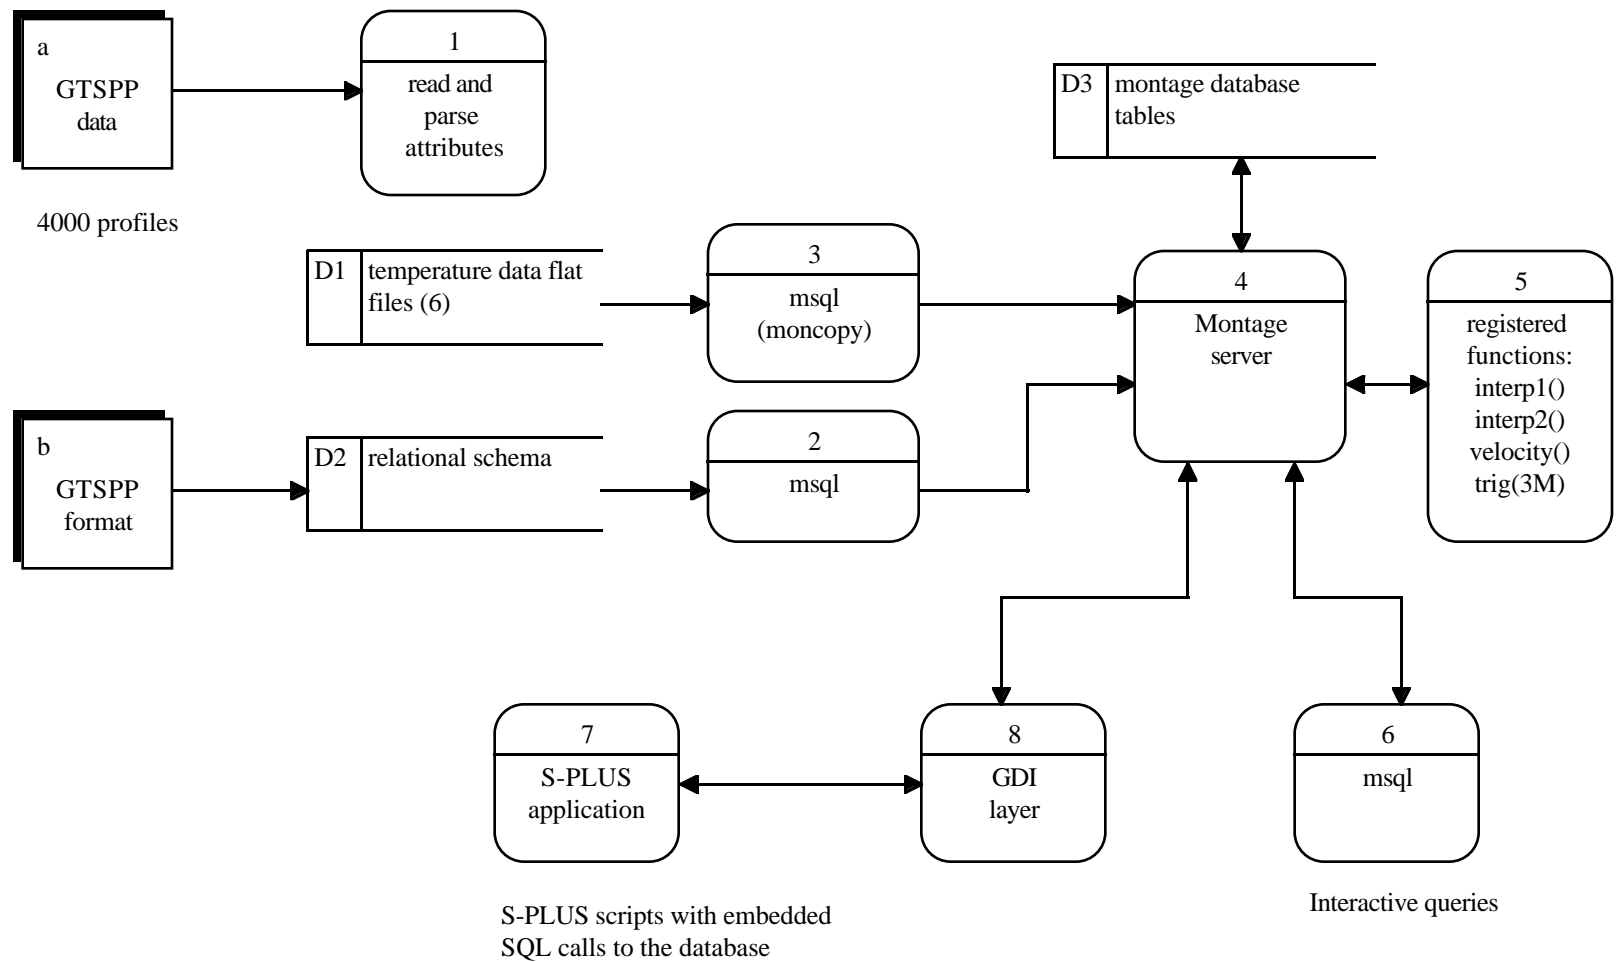 a
GTSPP
data
4000 profiles
1
read and
parse
attributes
D3
montage database
tables
D1
temperature data flat
files (6)
3
msql
(moncopy)
4
Montage
server
5
registered
functions:
interp1()
interp2()
velocity()
trig(3M)
b
GTSPP
format
D2
relational schema
2
msql
7
S-PLUS
application
8
GDI
layer
6
msql
S-PLUS scripts with embedded
SQL calls to the database
Interactive queries